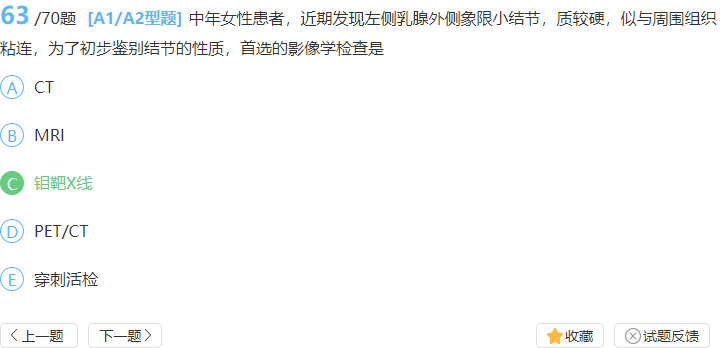 63 /70题 [A1/A2型题] 中年女性患者，近期发现左侧乳腺外侧象限小结节，质较硬，似与周围组织
粘连，为了初步鉴别结节的性质，首选的影像学检查是
A CT
B MRI
C 钼靶X线
D PET/CT
E 穿刺活检
上一题 下一题 收藏 试题反馈